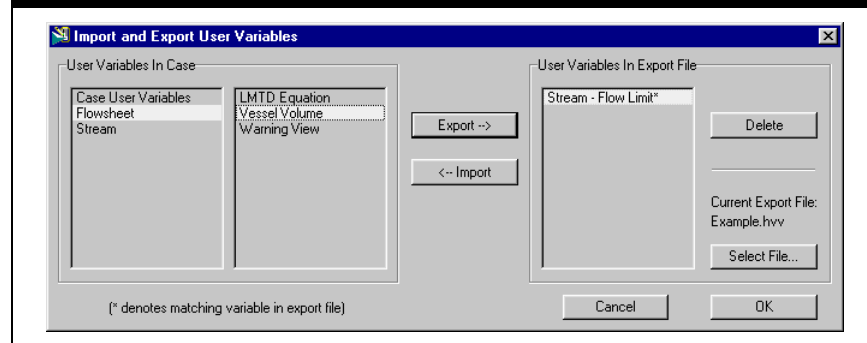 Import and Export User Variables
User Variables In Case
User Variables In Export File
Case User Variables
Flowsheet
Stream
LMTD Equation
Vessel Volume
Warning View
Export -->
<-- Import
Stream - Flow Limit*
Delete
Current Export File:
Example.hvv
Select File...
(* denotes matching variable in export file)
Cancel
OK